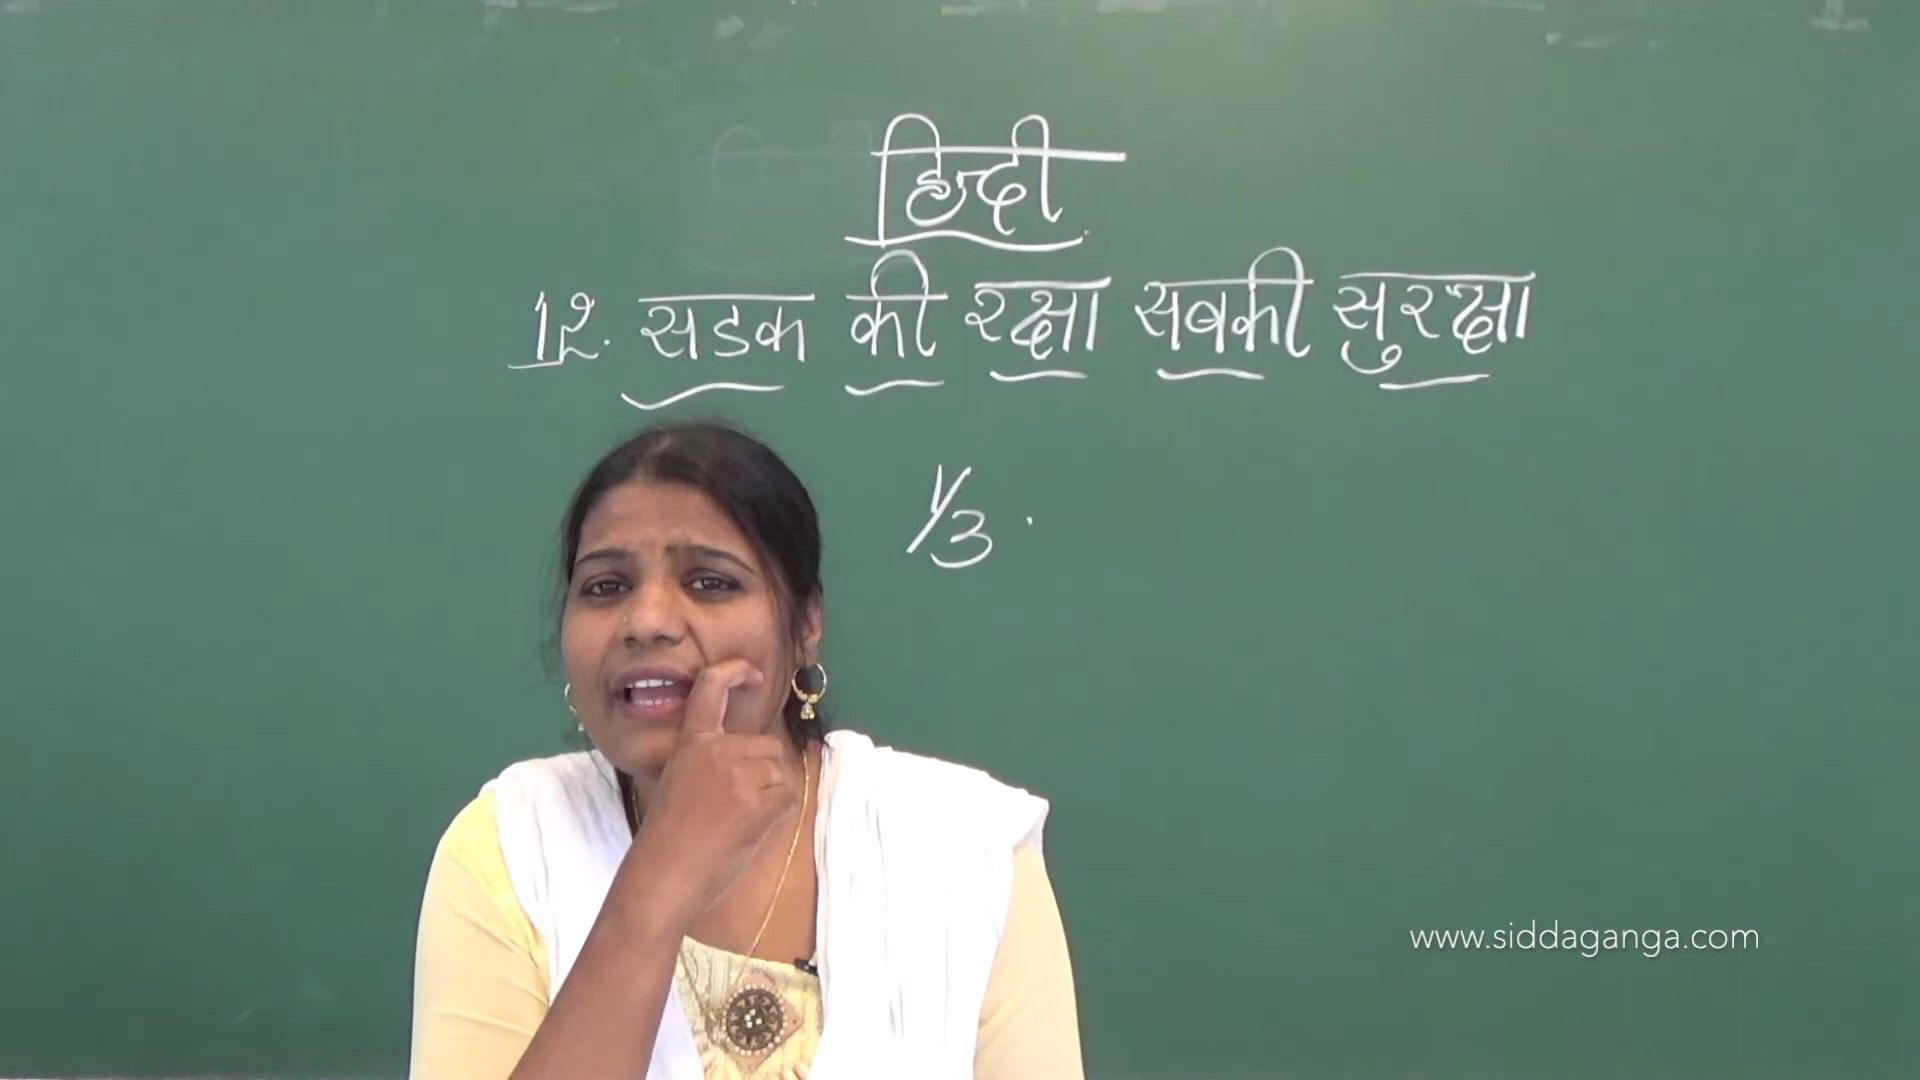 हिन्दी
12. सडक की रक्षा सबकी सुरक्षा
1/3
www.siddaganga.com